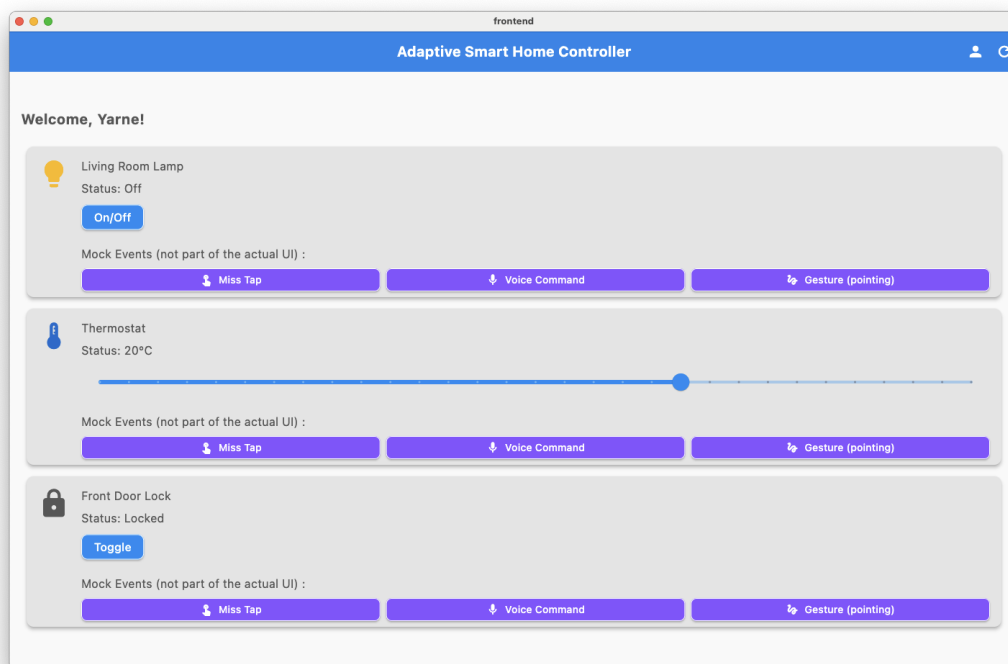 frontend
Adaptive Smart Home Controller
Welcome, Yarne!
Living Room Lamp
Status: Off
On/Off
Mock Events (not part of the actual UI) :
Miss Tap Voice Command Gesture (pointing)
Thermostat
Status: 20°C
Mock Events (not part of the actual UI) :
Miss Tap Voice Command Gesture (pointing)
Front Door Lock
Status: Locked
Toggle
Mock Events (not part of the actual UI) :
Miss Tap Voice Command Gesture (pointing)